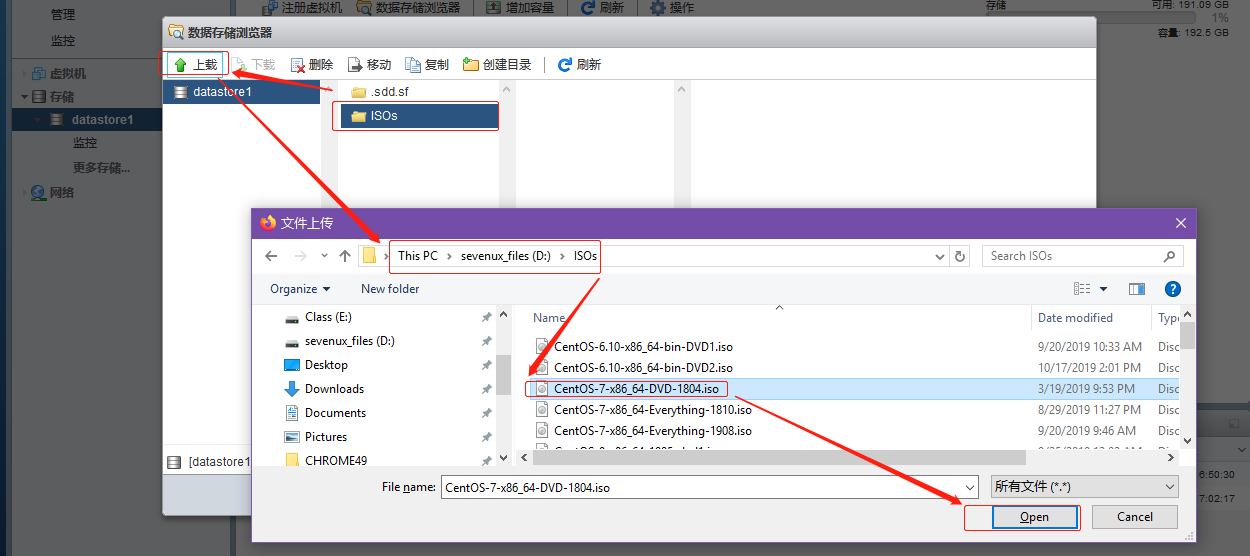 管理
注册虚拟机
数据存储浏览器
增加容量
刷新
操作
存储
可用: 191.09 GB
1%
容量: 192.5 GB
监控
虚拟机
存储
datastore1
监控
更多存储...
网络
数据存储浏览器
上载
下载
删除
移动
复制
创建目录
刷新
datastore1
.sdd.sf
ISOs
文件上传
This PC
sevenux_files (D:)
ISOs
Search ISOs
Organize
New folder
Class (E:)
sevenux_files (D:)
Desktop
Downloads
Documents
Pictures
CHROME49
Name
Date modified
Type
CentOS-6.10-x86_64-bin-DVD1.iso
9/20/2019 10:33 AM
Disc
CentOS-6.10-x86_64-bin-DVD2.iso
10/17/2019 2:01 PM
Disc
CentOS-7-x86_64-DVD-1804.iso
3/19/2019 9:53 PM
Disc
CentOS-7-x86_64-Everything-1810.iso
8/29/2019 11:27 PM
Disc
CentOS-7-x86_64-Everything-1908.iso
9/20/2019 9:46 AM
Disc
[datastore1
6:50:30
7:02:17
File name:
CentOS-7-x86_64-DVD-1804.iso
所有文件 (*.*)
Open
Cancel